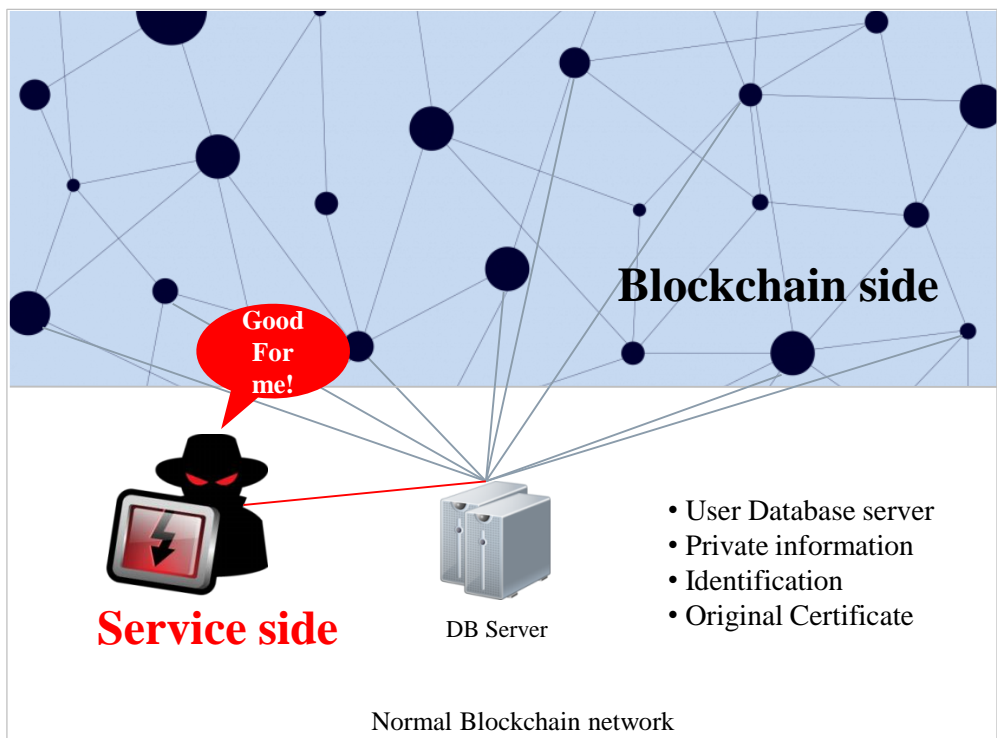 Blockchain side
Good
For
me!
• User Database server
• Private information
• Identification
• Original Certificate
Service side
DB Server
Normal Blockchain network